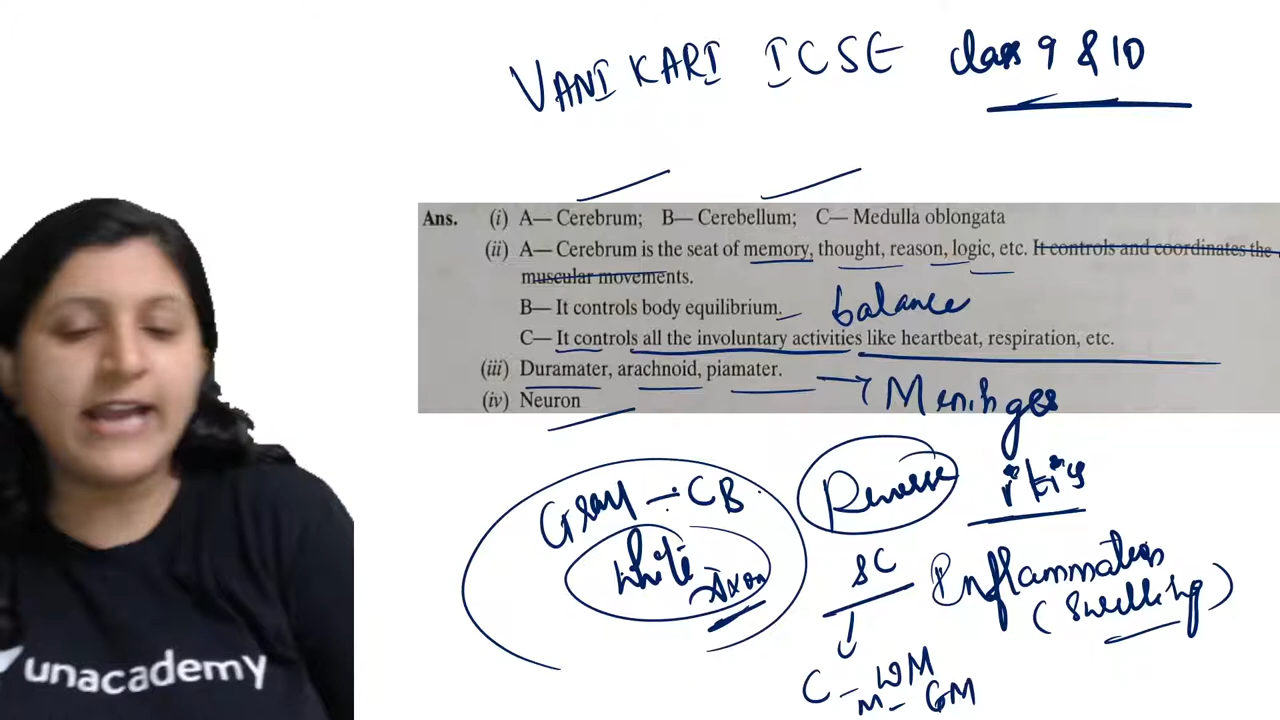 VANI KARI ICSE class 9 & 10
Ans. (i) A— Cerebrum; B— Cerebellum; C— Medulla oblongata
(ii) A— Cerebrum is the seat of memory, thought, reason, logic, etc. It controls and coordinates the
muscular movements.
B— It controls body equilibrium. balance
C— It controls all the involuntary activities like heartbeat, respiration, etc.
(iii) Duramater, arachnoid, piamater.
Meninges
(iv) Neuron
itis
Gray - CB
Reverse
White
Axon
SC
Inflammation
(Swelling)
C - WM
M - GM
unacademy